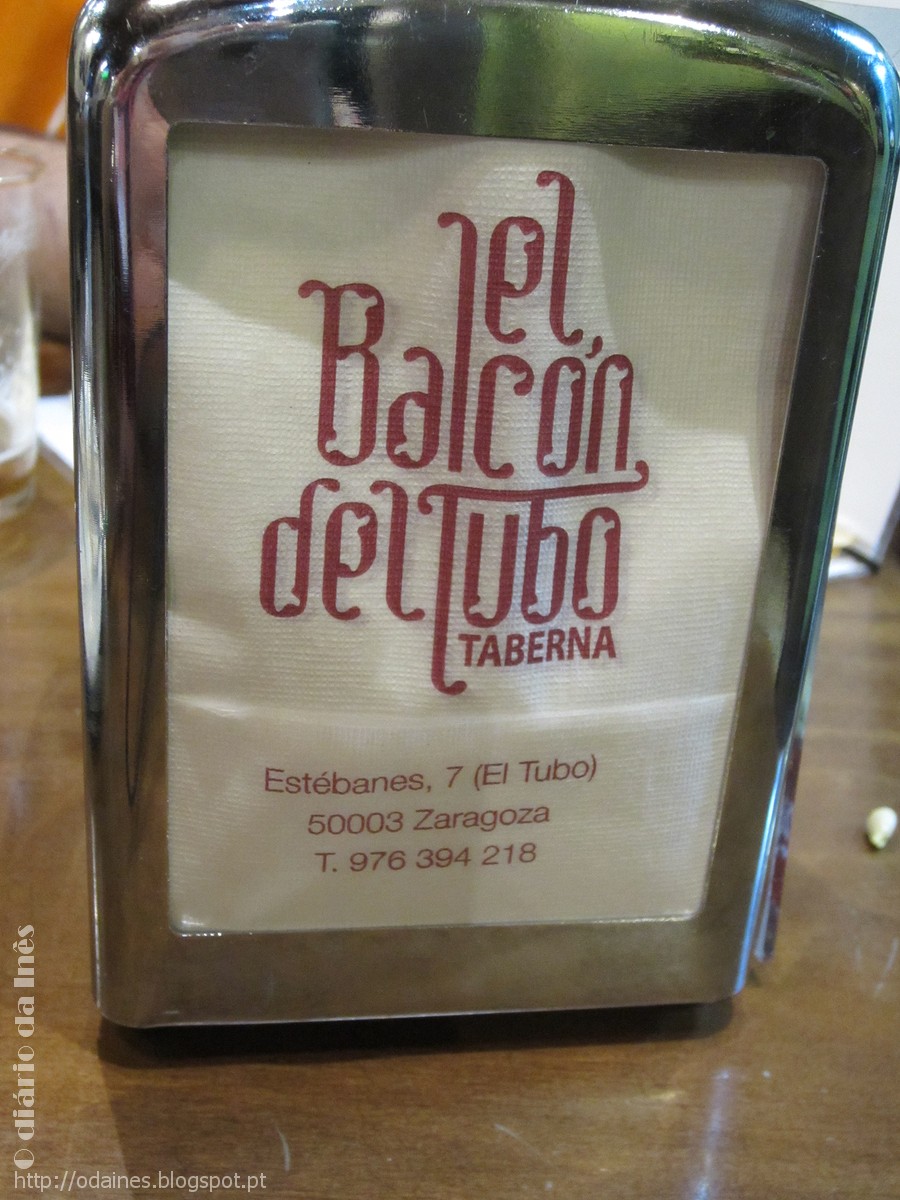 el
Balcón
del Tubo
TABERNA
Estébanes, 7 (El Tubo)
50003 Zaragoza
T. 976 394 218
O diário da Inês
http://odaines.blogspot.pt